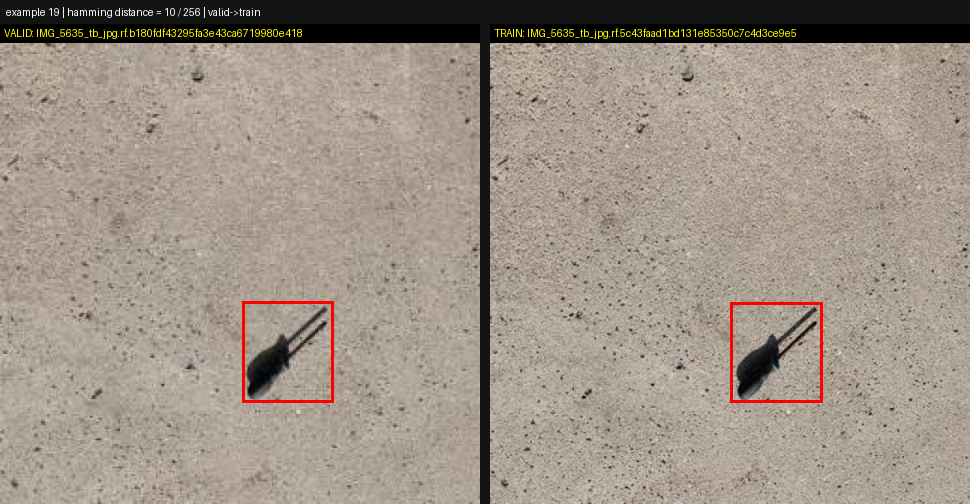 example 19 | hamming distance = 10 / 256 | valid->train
VALID: IMG_5635_tb_jpg.rf.b180fdf43295fa3e43ca6719980e418
TRAIN: IMG_5635_tb_jpg.rf.5c43faad1bd131e85350c7c4d3ce9e5